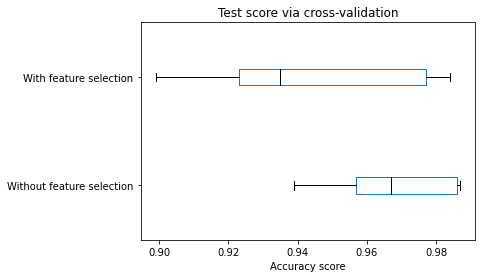 Test score via cross-validation
With feature selection
Without feature selection
0.90 0.92 0.94 0.96 0.98
Accuracy score